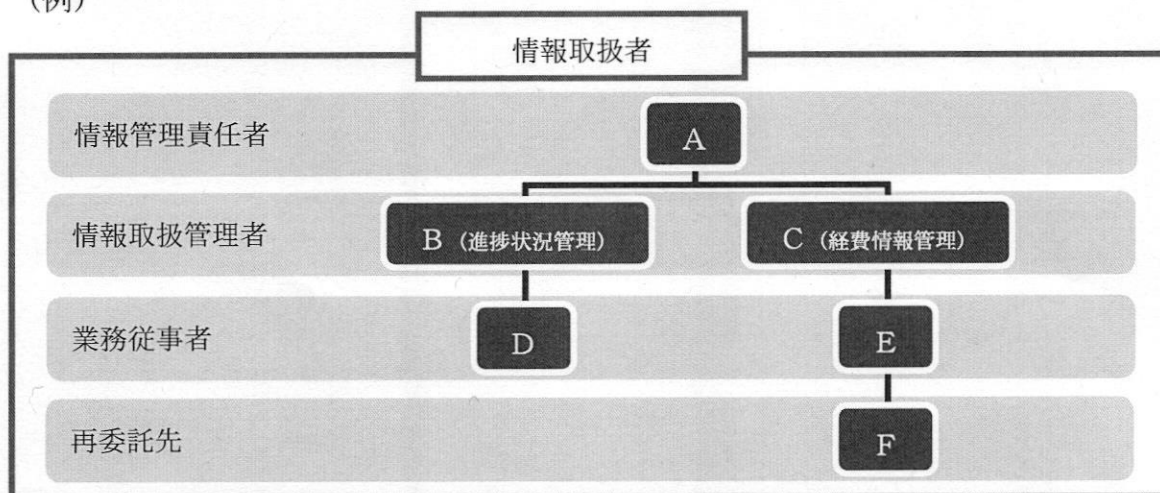 (例)
情報取扱者
情報管理責任者
A
情報取扱管理者
B (進捗状況管理)
C (経費情報管理)
業務従事者
D
E
再委託先
F